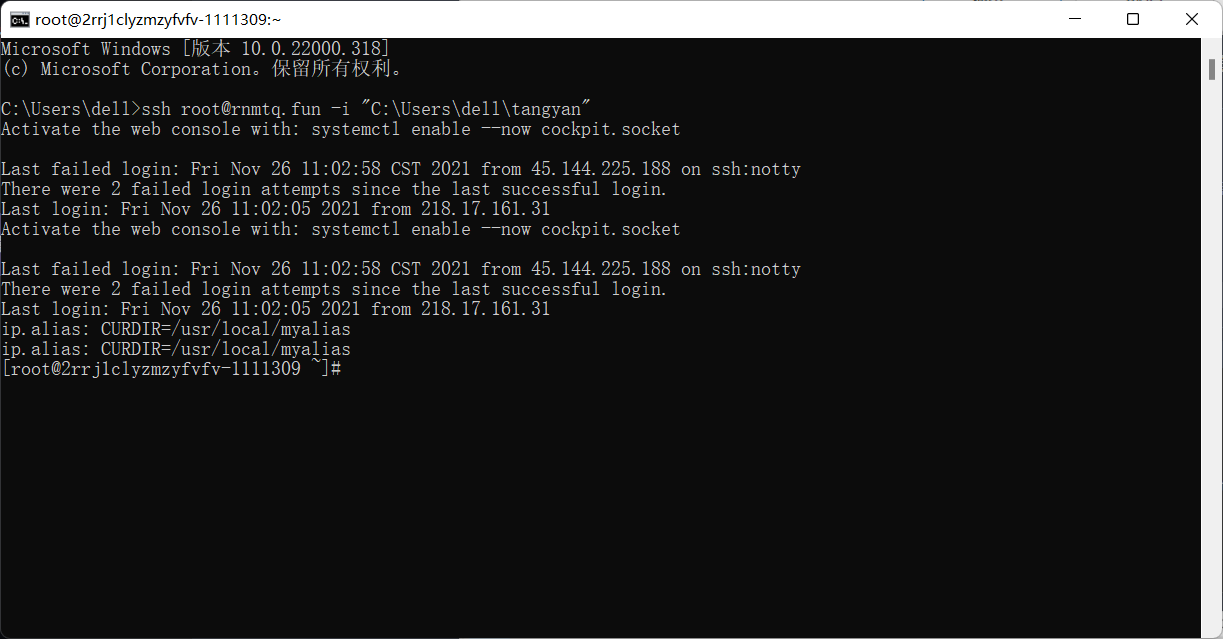 root@2rrj1clyzmzyfvfv-1111309:~
Microsoft Windows [版本 10.0.22000.318]
(c) Microsoft Corporation。保留所有权利。
C:\Users\dell>ssh root@rnmtq.fun -i "C:\Users\dell\tangyan"
Activate the web console with: systemctl enable --now cockpit.socket
Last failed login: Fri Nov 26 11:02:58 CST 2021 from 45.144.225.188 on ssh:notty
There were 2 failed login attempts since the last successful login.
Last login: Fri Nov 26 11:02:05 2021 from 218.17.161.31
Activate the web console with: systemctl enable --now cockpit.socket
Last failed login: Fri Nov 26 11:02:58 CST 2021 from 45.144.225.188 on ssh:notty
There were 2 failed login attempts since the last successful login.
Last login: Fri Nov 26 11:02:05 2021 from 218.17.161.31
ip.alias: CURDIR=/usr/local/myalias
ip.alias: CURDIR=/usr/local/myalias
[root@2rrj1clyzmzyfvfv-1111309 ~]#